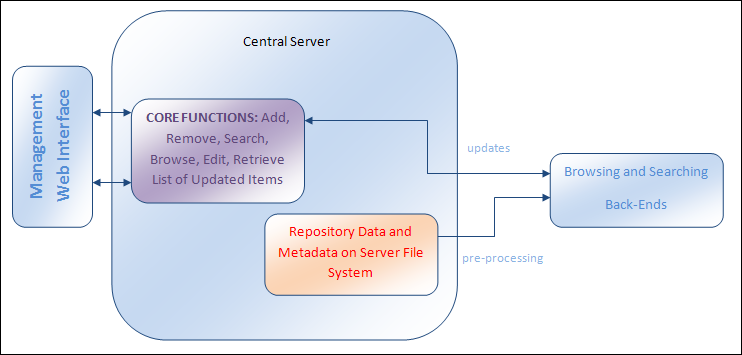 Central Server
Management
Web Interface
CORE FUNCTIONS: Add,
Remove, Search,
Browse, Edit, Retrieve
List of Updated Items
updates
Browsing and Searching
Back-Ends
Repository Data and
Metadata on Server File
System
pre-processing